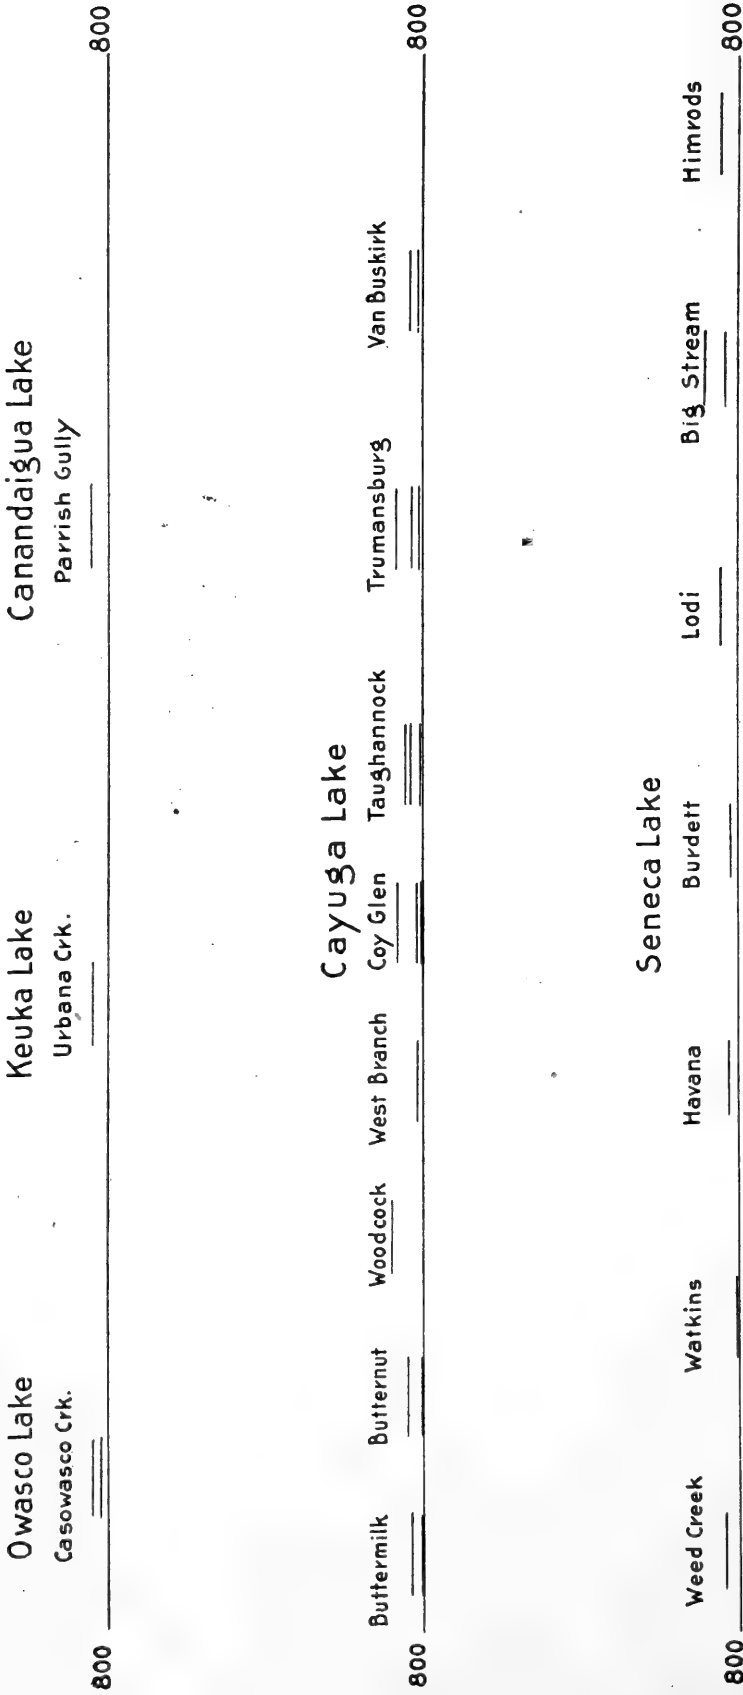 Owasco Lake Keuka Lake Canandaigua Lake
Casowasco Crk. Urbana Crk. Parrish Gully
800 800
Cayuga Lake
Buttermilk Butternut Woodcock West Branch Coy Glen Taughannock Trumansburg Van Buskirk
800 800
Seneca Lake
Weed Creek Watkins Havana Burdett Lodi Big Stream Himrods
800 800